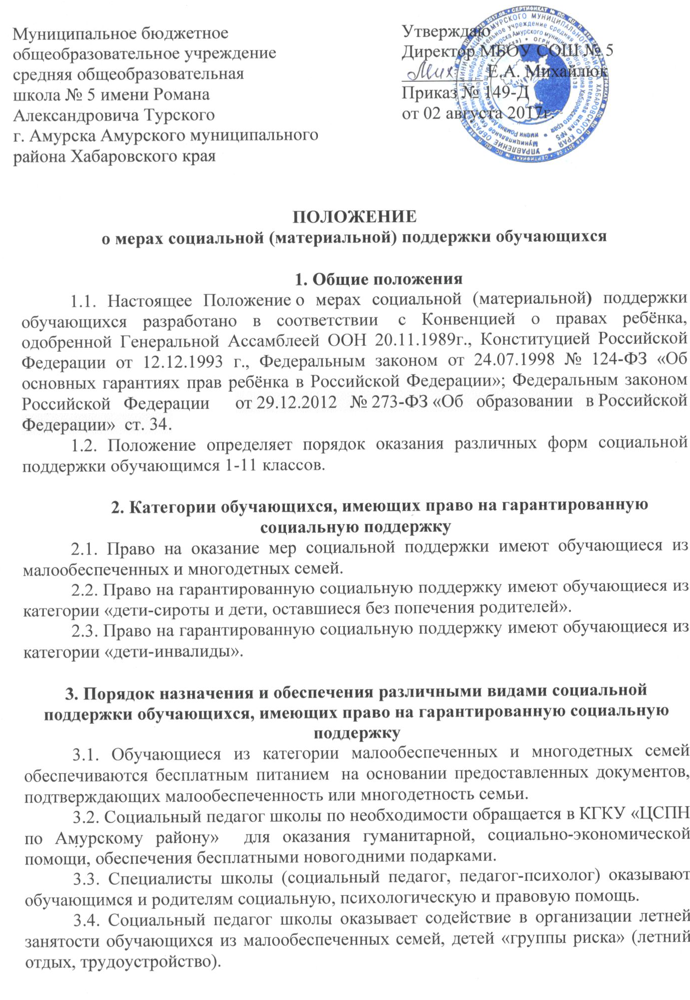 Муниципальное бюджетное
общеобразовательное учреждение
средняя общеобразовательная
школа № 5 имени Романа
Александровича Турского
г. Амурска Амурского муниципального
района Хабаровского края
Утверждаю
Директор МБОУ СОШ № 5
Е.А. Михайлюк
Приказ № 149-Д
от 02 августа 2017г.
ПОЛОЖЕНИЕ
о мерах социальной (материальной) поддержки обучающихся
1. Общие положения
1.1. Настоящее Положение о мерах социальной (материальной) поддержки
обучающихся разработано в соответствии с Конвенцией о правах ребёнка,
одобренной Генеральной Ассамблеей ООН 20.11.1989г., Конституцией Российской
Федерации от 12.12.1993 г., Федеральным законом от 24.07.1998 № 124-ФЗ «Об
основных гарантиях прав ребёнка в Российской Федерации»; Федеральным законом
Российской Федерации от 29.12.2012 № 273-ФЗ «Об образовании в Российской
Федерации» ст. 34.
1.2. Положение определяет порядок оказания различных форм социальной
поддержки обучающимся 1-11 классов.
2. Категории обучающихся, имеющих право на гарантированную
социальную поддержку
2.1. Право на оказание мер социальной поддержки имеют обучающиеся из
малообеспеченных и многодетных семей.
2.2. Право на гарантированную социальную поддержку имеют обучающиеся из
категории «дети-сироты и дети, оставшиеся без попечения родителей».
2.3. Право на гарантированную социальную поддержку имеют обучающиеся из
категории «дети-инвалиды».
3. Порядок назначения и обеспечения различными видами социальной
поддержки обучающихся, имеющих право на гарантированную социальную
поддержку
3.1. Обучающиеся из категории малообеспеченных и многодетных семей
обеспечиваются бесплатным питанием на основании предоставленных документов,
подтверждающих малообеспеченность или многодетность семьи.
3.2. Социальный педагог школы по необходимости обращается в КГКУ «ЦСПН
по Амурскому району» для оказания гуманитарной, социально-экономической
помощи, обеспечения бесплатными новогодними подарками.
3.3. Специалисты школы (социальный педагог, педагог-психолог) оказывают
обучающимся и родителям социальную, психологическую и правовую помощь.
3.4. Социальный педагог школы оказывает содействие в организации летней
занятости обучающихся из малообеспеченных семей, детей «группы риска» (летний
отдых, трудоустройство).